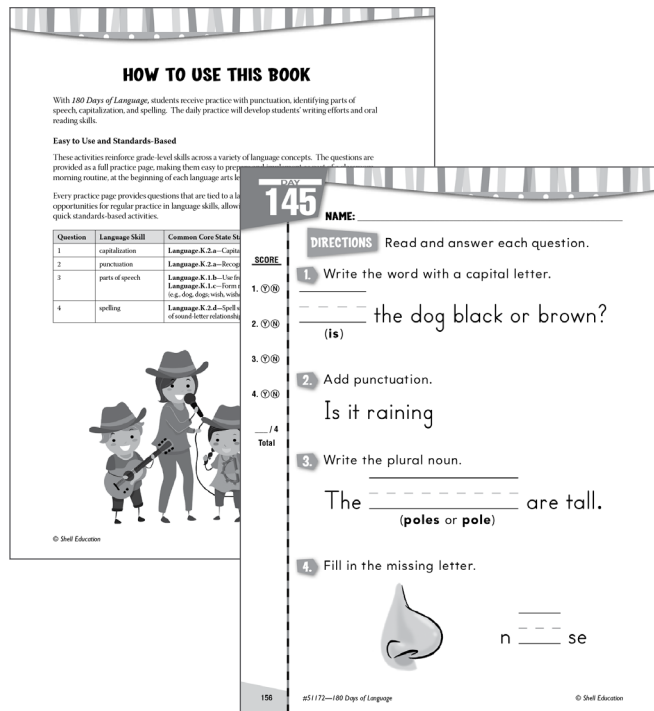 HOW TO USE THIS BOOK
With 180 Days of Language, students receive practice with punctuation, identifying parts of
speech, capitalization, and spelling. The daily practice will develop students' writing efforts and oral
reading skills.
Easy to Use and Standards-Based
These activities reinforce grade-level skills across a variety of language concepts. The questions are
provided as a full practice page, making them easy to
morning routine, at the beginning of each language arts
Every practice page provides questions that are tied to a
opportunities for regular practice in language skills,
quick standards-based activities.
Question Language Skill Common Core State
1 capitalization Language.K.2.a—
2 punctuation Language.K.2.a—
3 parts of speech Language.K.1.b—Use
Language.K.1.c—Form
(e.g., dog, dogs; wish,
4 spelling Language.K.2.d—Spell
of sound-letter
© Shell Education
DAY
145
NAME:
DIRECTIONS Read and answer each question.
SCORE
1. Y N
2. Y N
3. Y N
4. Y N
/ 4
Total
1. Write the word with a capital letter.
the dog black or brown?
(is)
2. Add punctuation.
Is it raining
3. Write the plural noun.
The are tall.
(poles or pole)
4. Fill in the missing letter.
n se
156 #51172—180 Days of Language © Shell Education